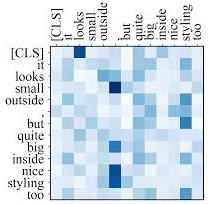 [CLS]
it
looks
small
outside
,
but
quite
big
inside
nice
styling
too
[CLS]
it
looks
small
outside
,
but
quite
big
inside
nice
styling
too